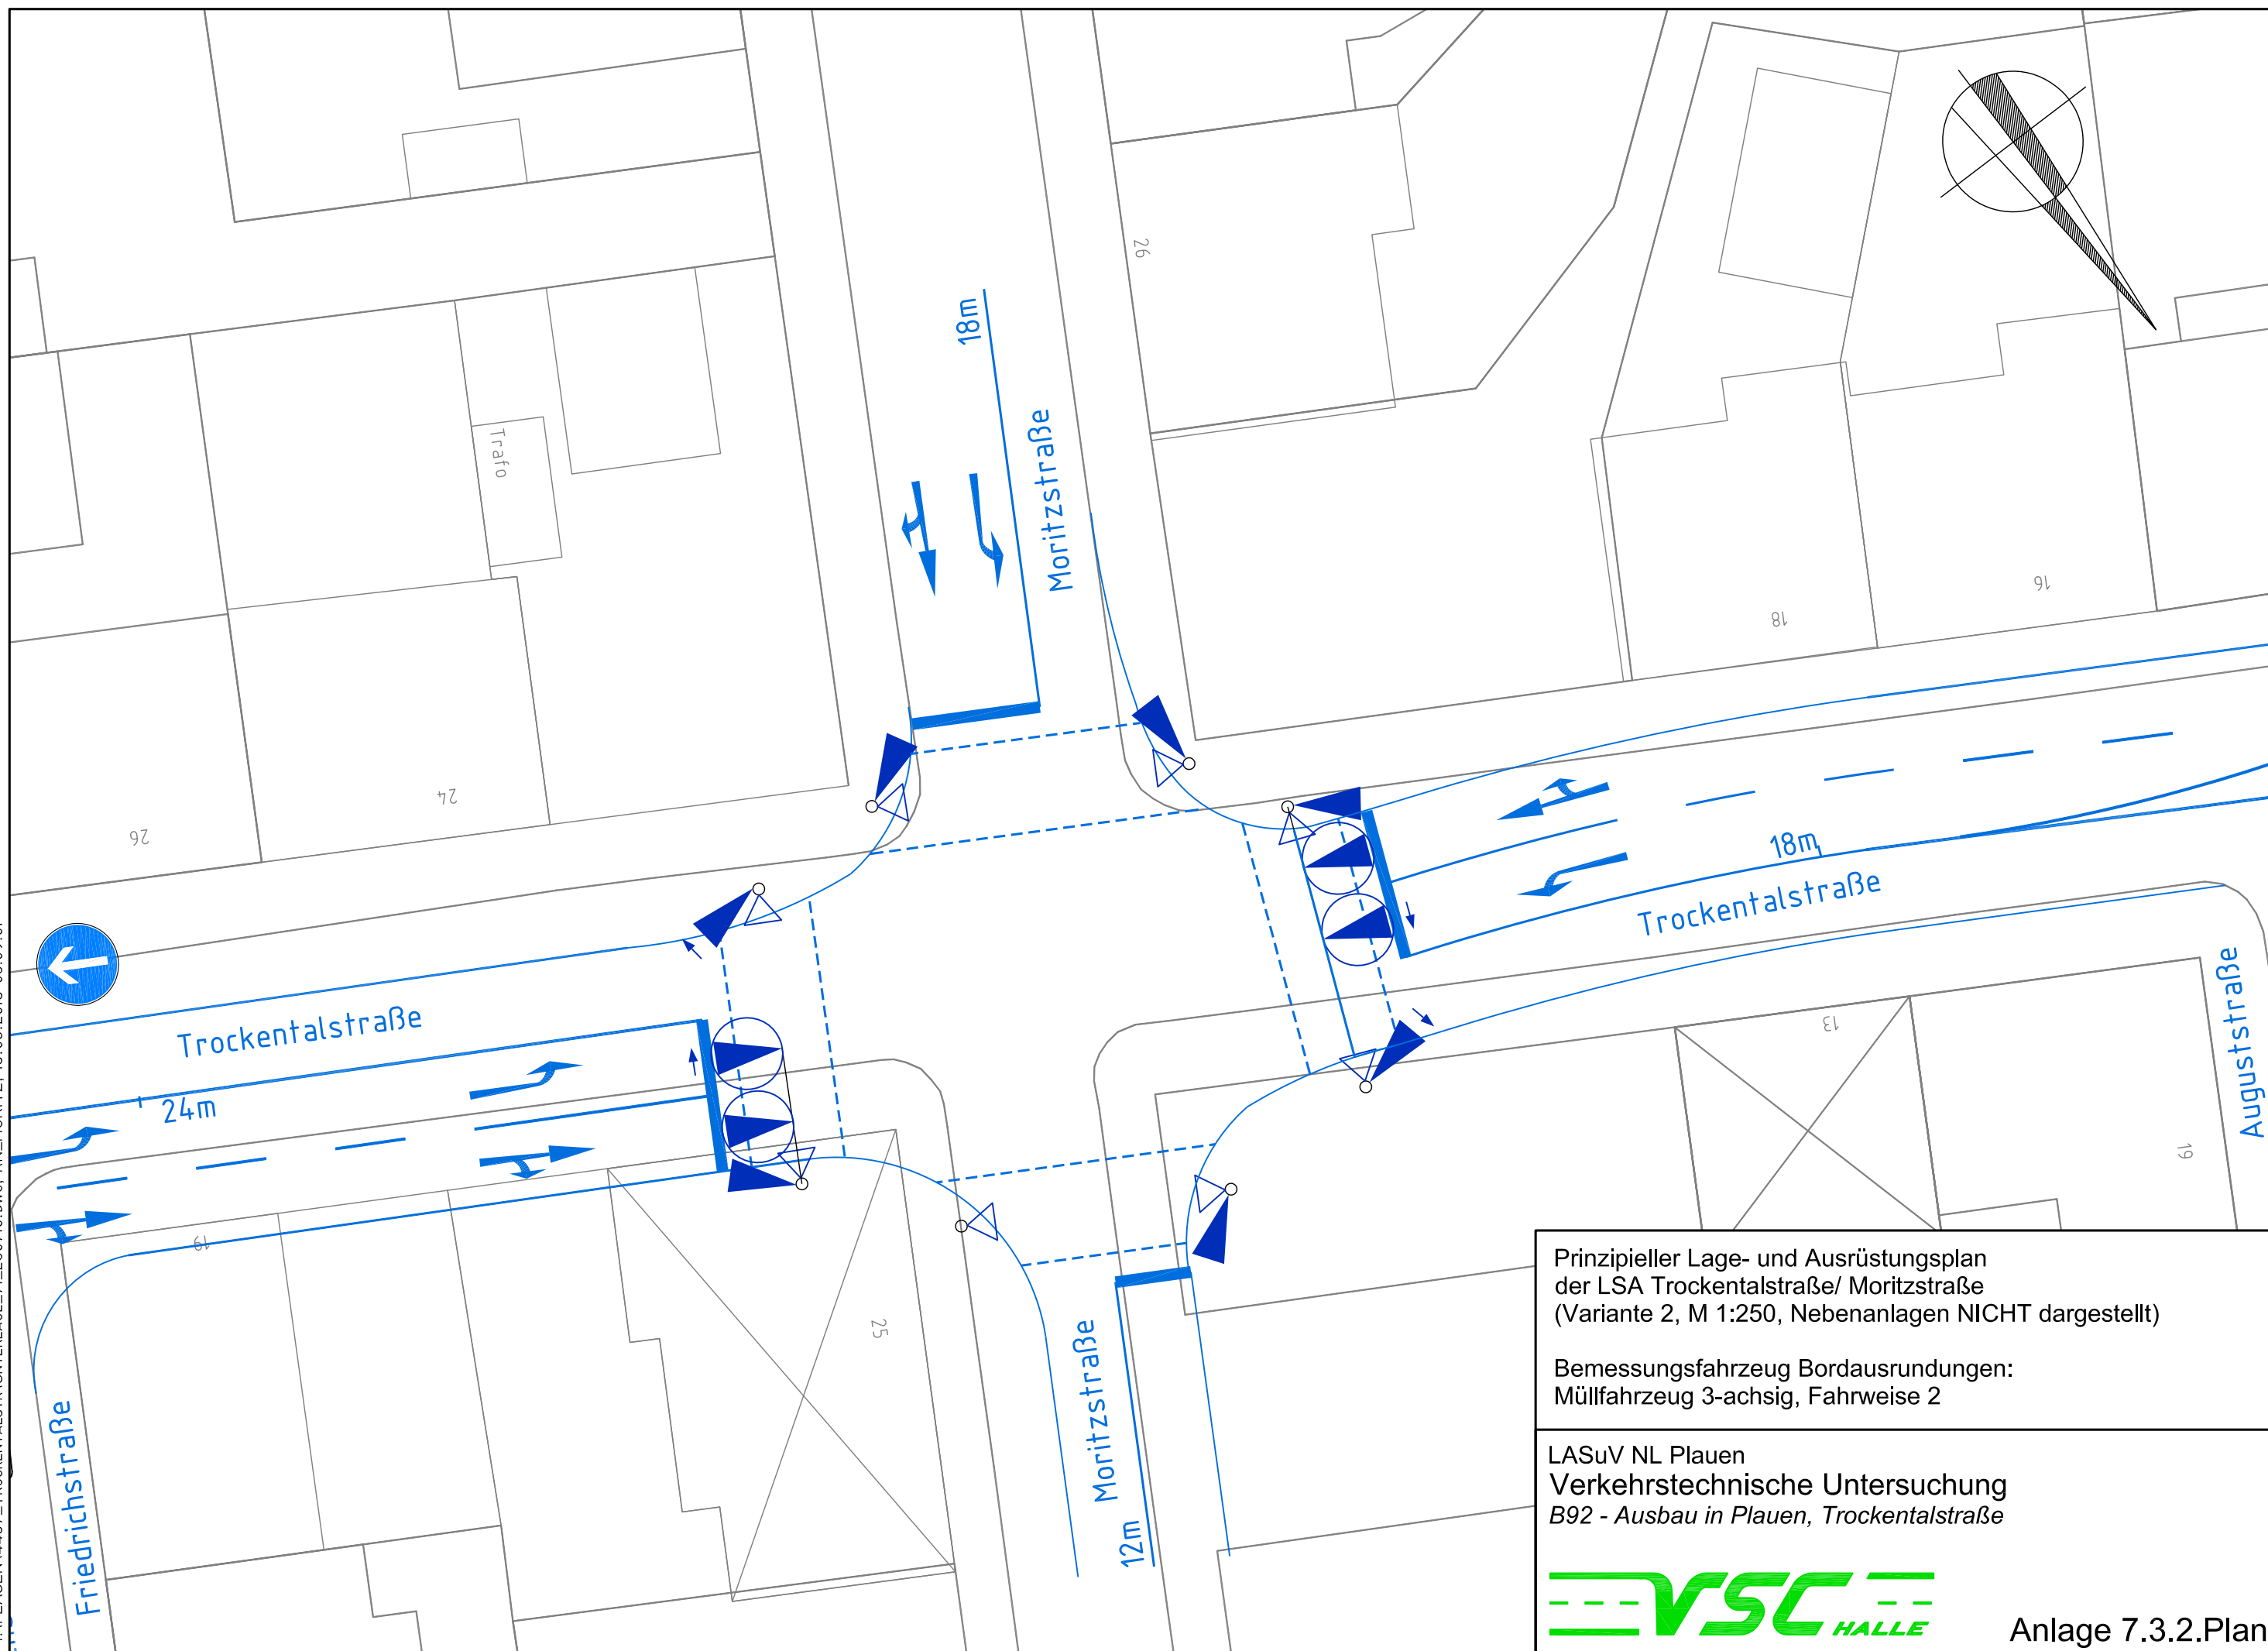 26
18m
Moritzstraße
Trafo
16
18
24
26
18m
Trockentalstraße
Trockentalstraße
24m
Auguststraße
13
19
19
25
Moritzstraße
12m
Friedrichstraße
Prinzipieller Lage- und Ausrüstungsplan
der LSA Trockentalstraße/ Moritzstraße
(Variante 2, M 1:250, Nebenanlagen NICHT dargestellt)
Bemessungsfahrzeug Bordausrundungen:
Müllfahrzeug 3-achsig, Fahrweise 2
LASuV NL Plauen
Verkehrstechnische Untersuchung
B92 - Ausbau in Plauen, Trockentalstraße
VSC HALLE
Anlage 7.3.2.Plan